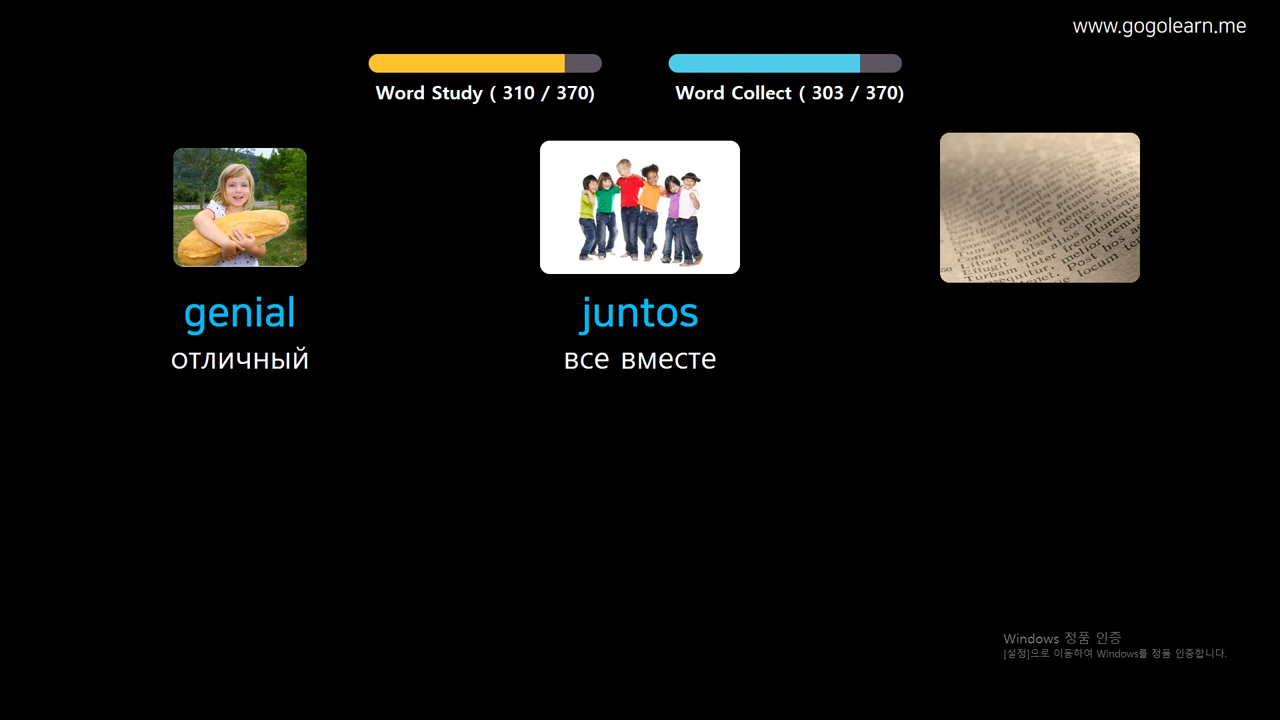 www.gogolearn.me
Word Study ( 310 / 370)
Word Collect ( 303 / 370)
genial
отличный
juntos
все вместе
Windows 정품 인증
[설정]으로 이동하여 Windows를 정품 인증합니다.